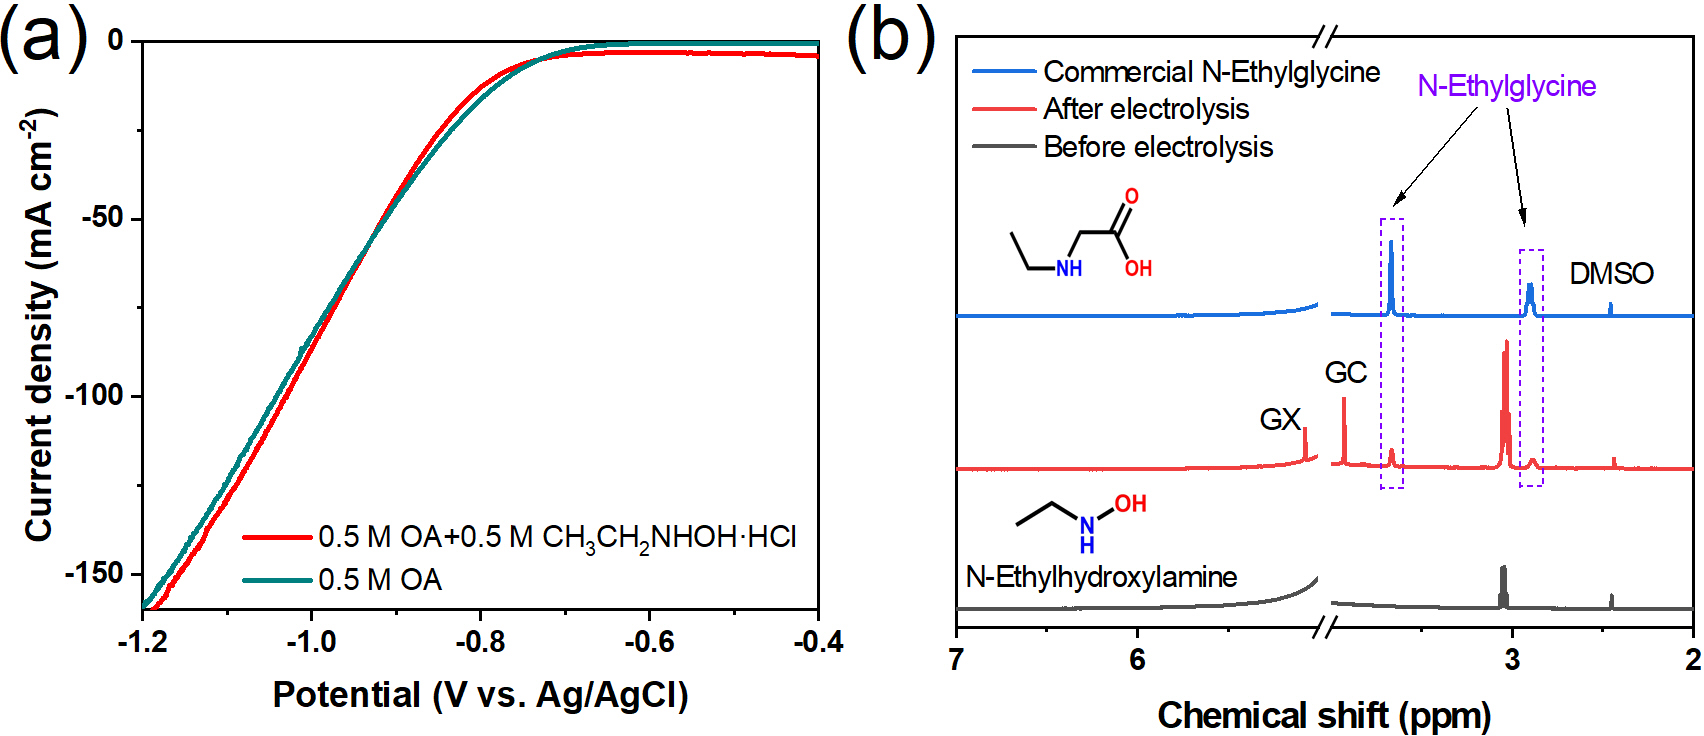 (a)
0
-50
-100
-150
Current density (mA cm-2)
0.5 M OA+0.5 M CH3CH2NHOH·HCl
0.5 M OA
-1.2 -1.0 -0.8 -0.6 -0.4
Potential (V vs. Ag/AgCl)
(b)
Commercial N-Ethylglycine
After electrolysis
Before electrolysis
N-Ethylglycine
O
NH
OH
DMSO
GC
GX
OH
N
H
N-Ethylhydroxylamine
7 6 3 2
Chemical shift (ppm)